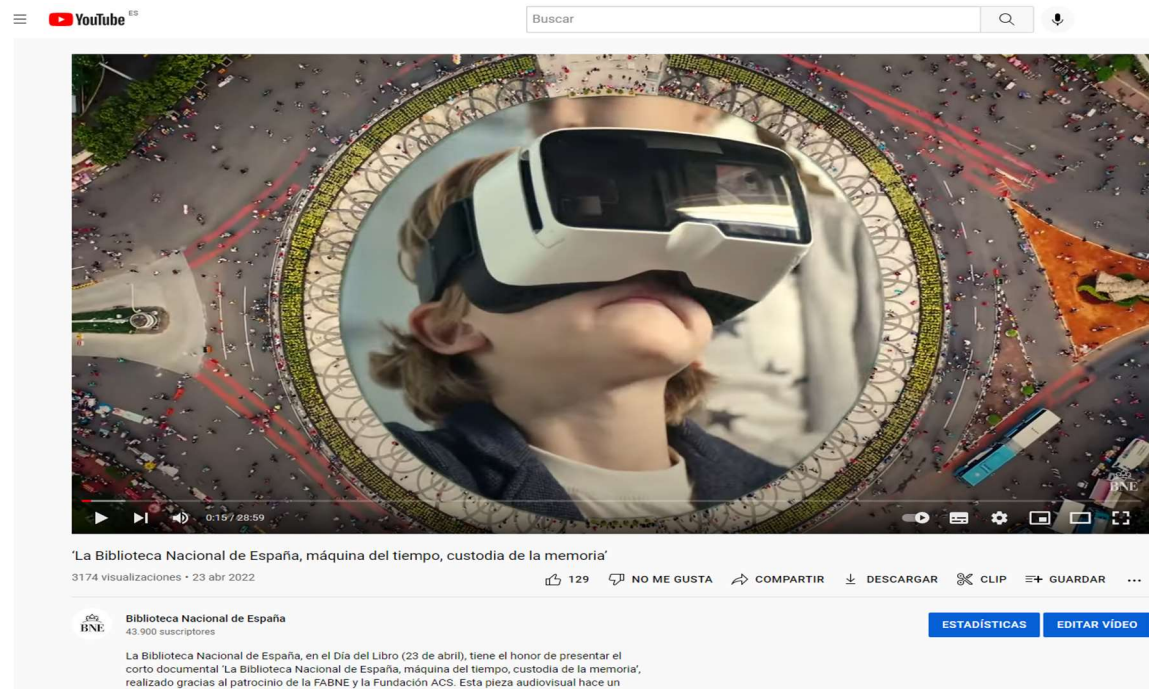 YouTube ES
Buscar
BNE
0:15 / 28:59
‘La Biblioteca Nacional de España, máquina del tiempo, custodia de la memoria’
3174 visualizaciones • 23 abr 2022
129 NO ME GUSTA COMPARTIR DESCARGAR CLIP GUARDAR ...
BNE
Biblioteca Nacional de España
43.900 suscriptores
ESTADÍSTICAS EDITAR VÍDEO
La Biblioteca Nacional de España, en el Día del Libro (23 de abril), tiene el honor de presentar el
corto documental ‘La Biblioteca Nacional de España, máquina del tiempo, custodia de la memoria’,
realizado gracias al patrocinio de la FABNE y la Fundación ACS. Esta pieza audiovisual hace un